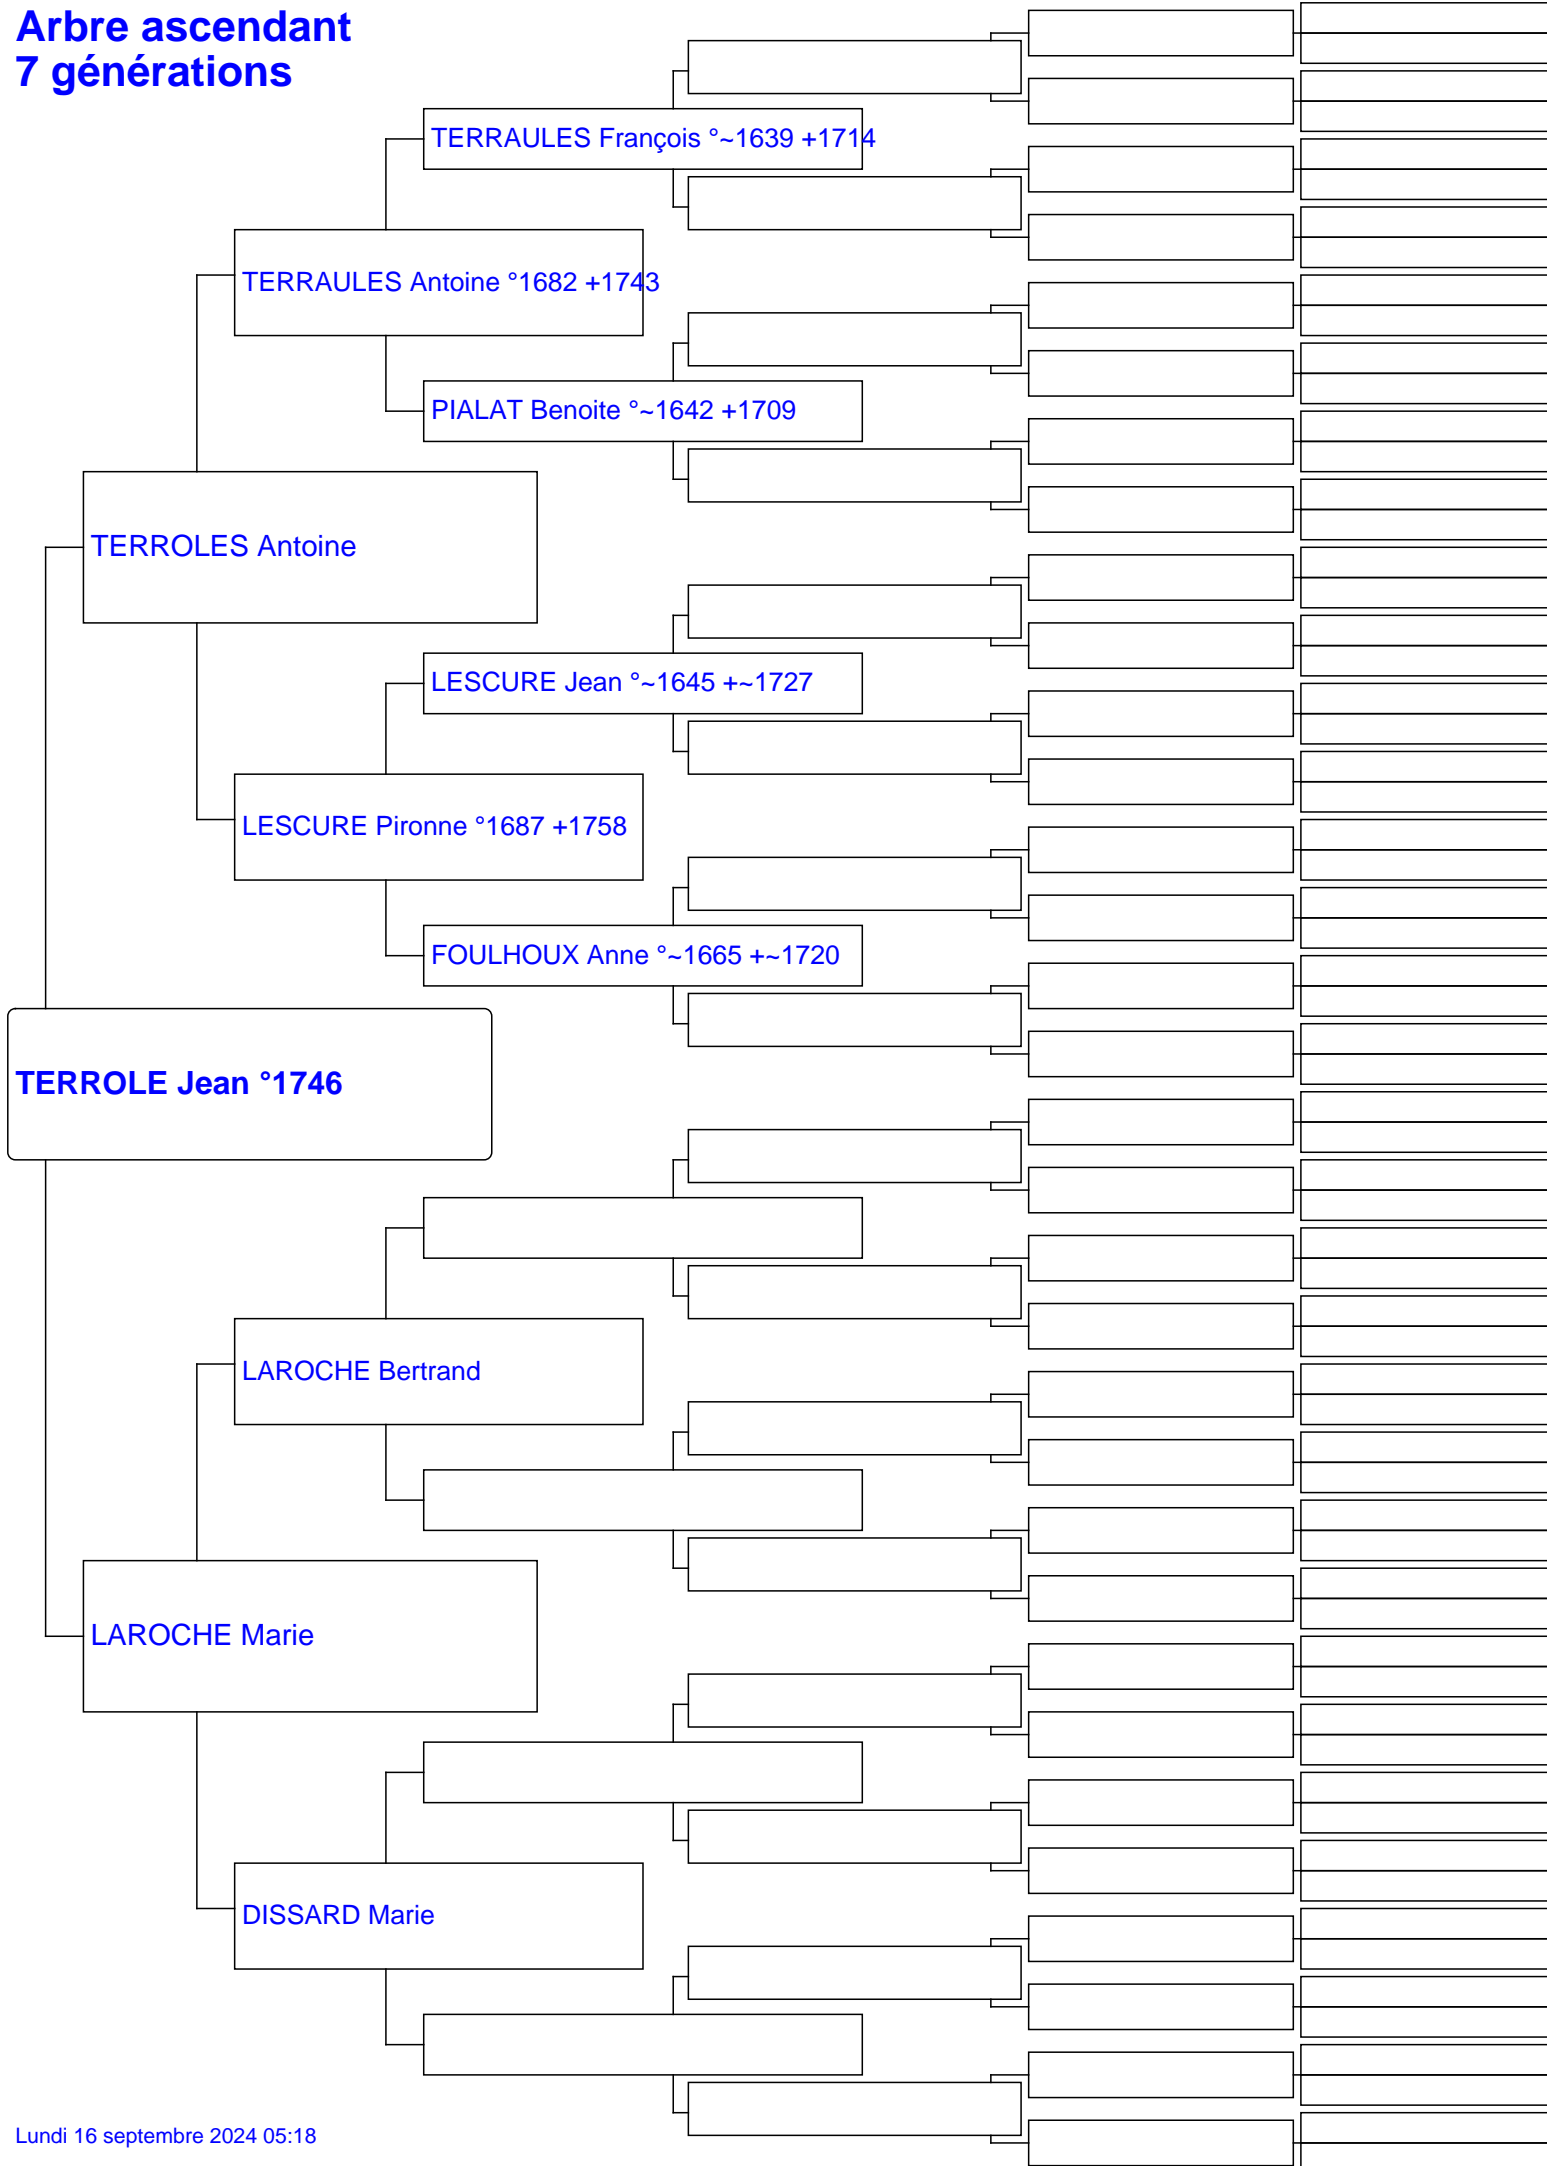 Arbre ascendant
7 générations
TERRAULES François °~1639 +1714
TERRAULES Antoine °1682 +1743
PIALAT Benoite °~1642 +1709
TERROLES Antoine
LESCURE Jean °~1645 +~1727
LESCURE Pironne °1687 +1758
FOULHOUX Anne °~1665 +~1720
TERROLE Jean °1746
LAROCHE Bertrand
LAROCHE Marie
DISSARD Marie
Lundi 16 septembre 2024 05:18